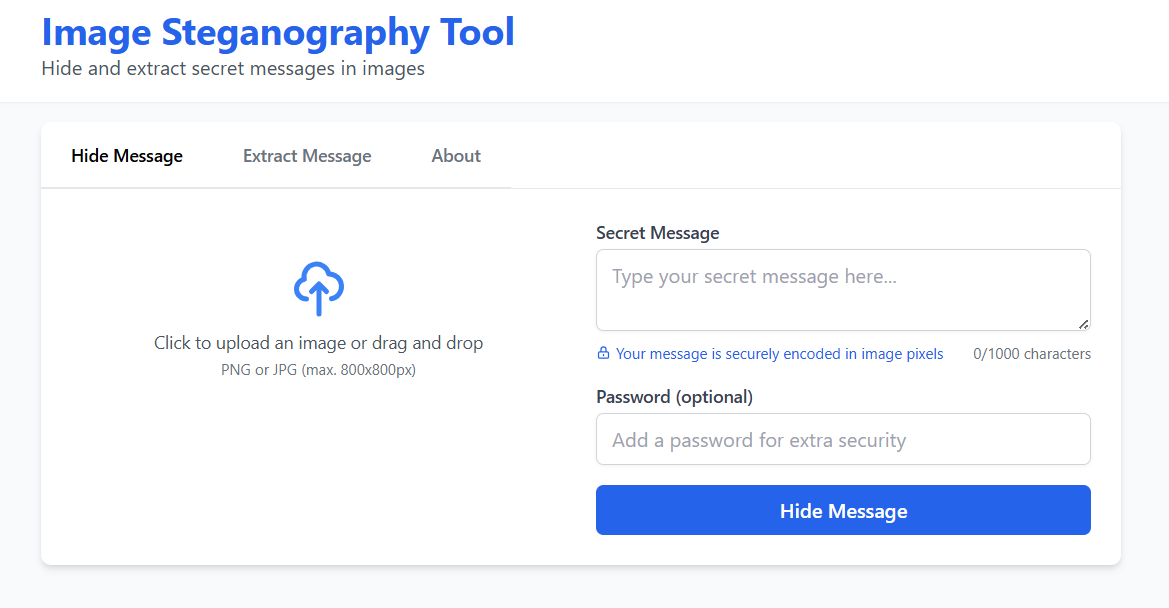 Image Steganography Tool
Hide and extract secret messages in images
Hide Message
Extract Message
About
Click to upload an image or drag and drop
PNG or JPG (max. 800x800px)
Secret Message
Type your secret message here...
Your message is securely encoded in image pixels
0/1000 characters
Password (optional)
Add a password for extra security
Hide Message